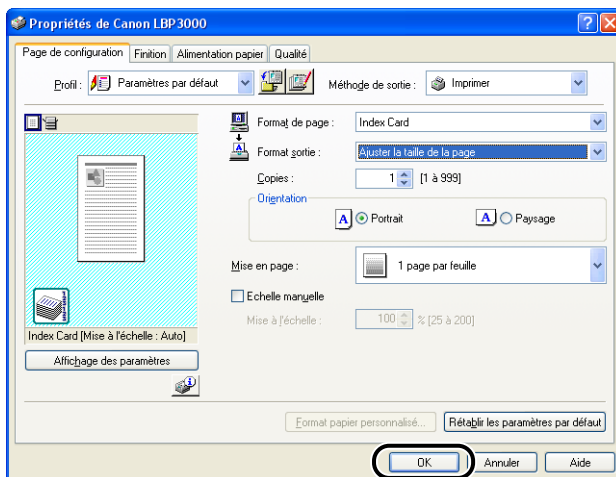 Propriétés de Canon LBP3000
Page de configuration Finition Alimentation papier Qualité
Profil : Paramètres par défaut Méthode de sortie : Imprimer
Format de page : Index Card
Format sortie : Ajuster la taille de la page
Copies : 1 [1 à 999]
Orientation
A Portrait A Paysage
Mise en page : 1 page par feuille
Echelle manuelle
Mise à l'échelle : 100 % [25 à 200]
Index Card [Mise à l'échelle : Auto]
Affichage des paramètres
Format papier personnalisé... Rétablir les paramètres par défaut
OK Annuler Aide